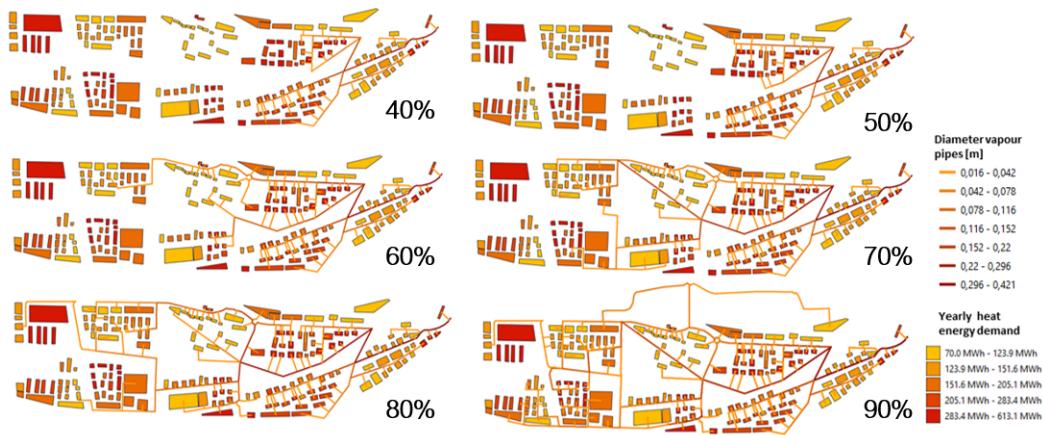 40%
50%
60%
70%
80%
90%
Diameter vapour
pipes [m]
0,016 - 0,042
0,042 - 0,078
0,078 - 0,116
0,116 - 0,152
0,152 - 0,22
0,22 - 0,296
0,296 - 0,421
Yearly heat
energy demand
70.0 MWh - 123.9 MWh
123.9 MWh - 151.6 MWh
151.6 MWh - 205.1 MWh
205.1 MWh - 283.4 MWh
283.4 MWh - 613.1 MWh